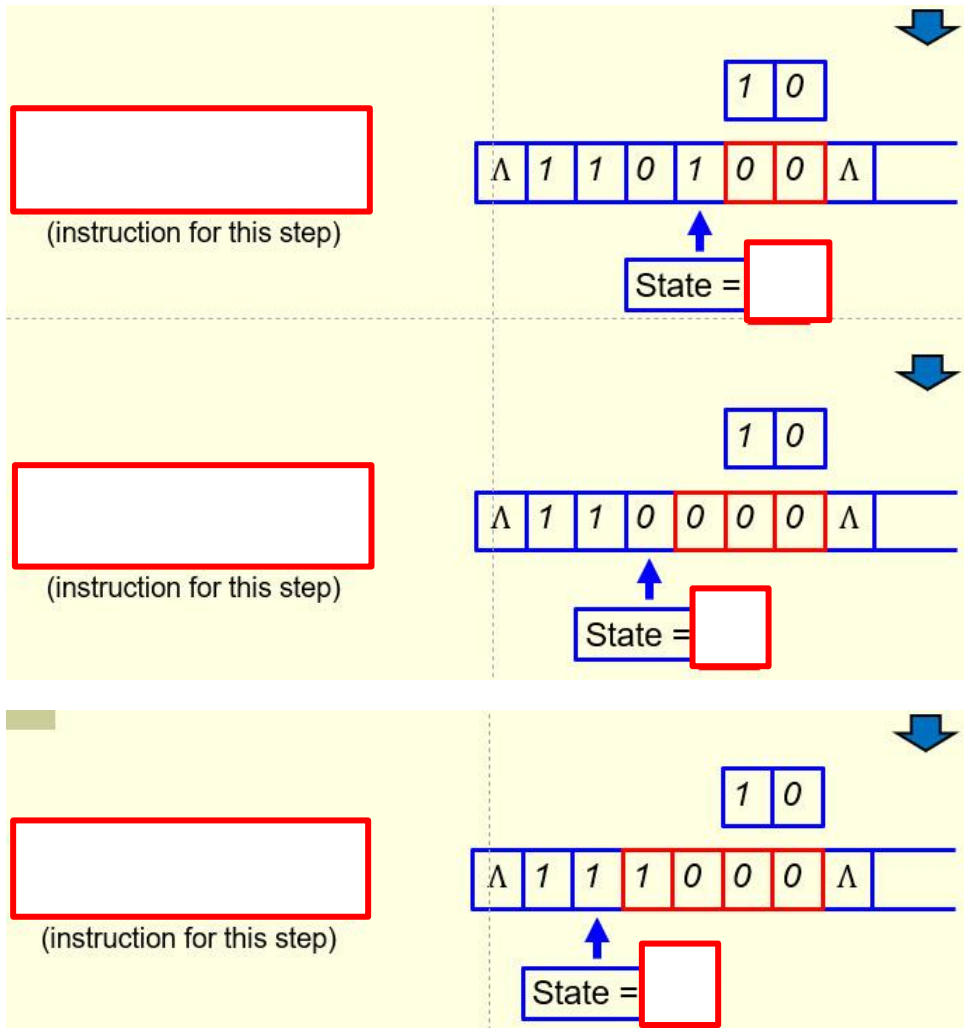 1 0
Λ 1 1 0 1 0 0 Λ
(instruction for this step)
State =
1 0
Λ 1 1 0 0 0 0 Λ
(instruction for this step)
State =
1 0
Λ 1 1 1 0 0 0 Λ
(instruction for this step)
State =